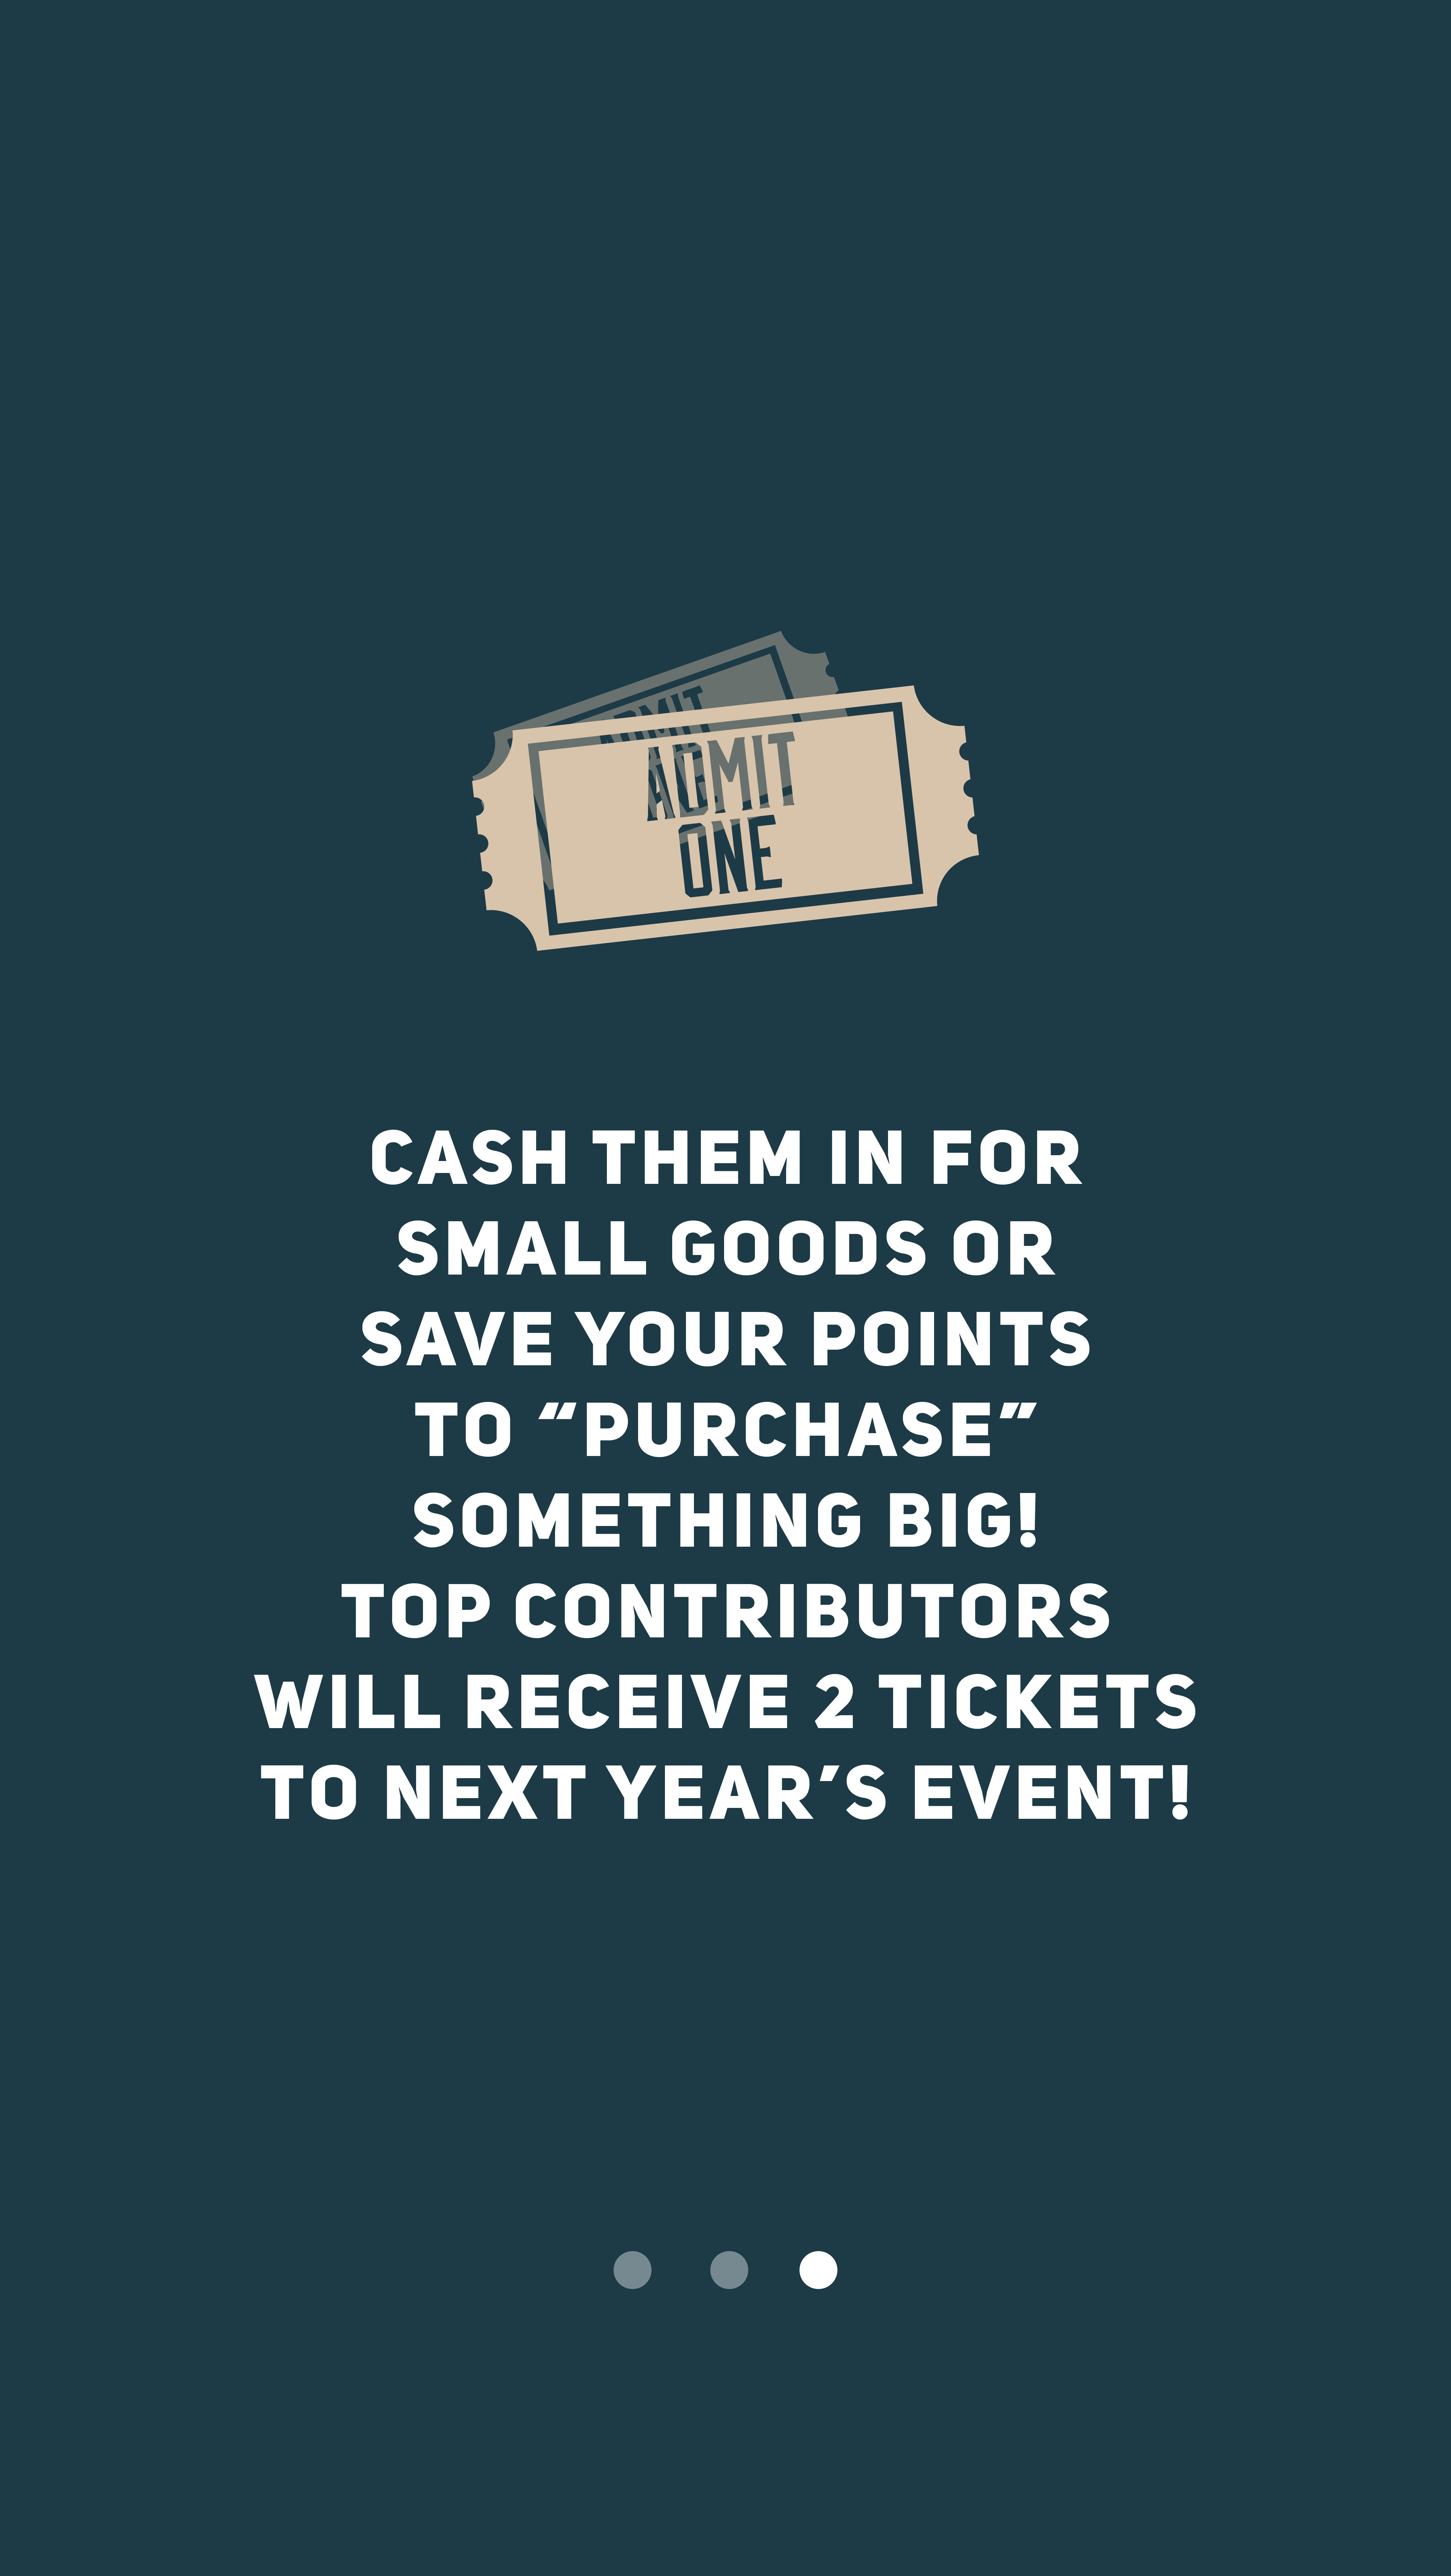 ADMIT
ADMIT
ONE
CASH THEM IN FOR
SMALL GOODS OR
SAVE YOUR POINTS
TO “PURCHASE”
SOMETHING BIG!
TOP CONTRIBUTORS
WILL RECEIVE 2 TICKETS
TO NEXT YEAR’S EVENT!